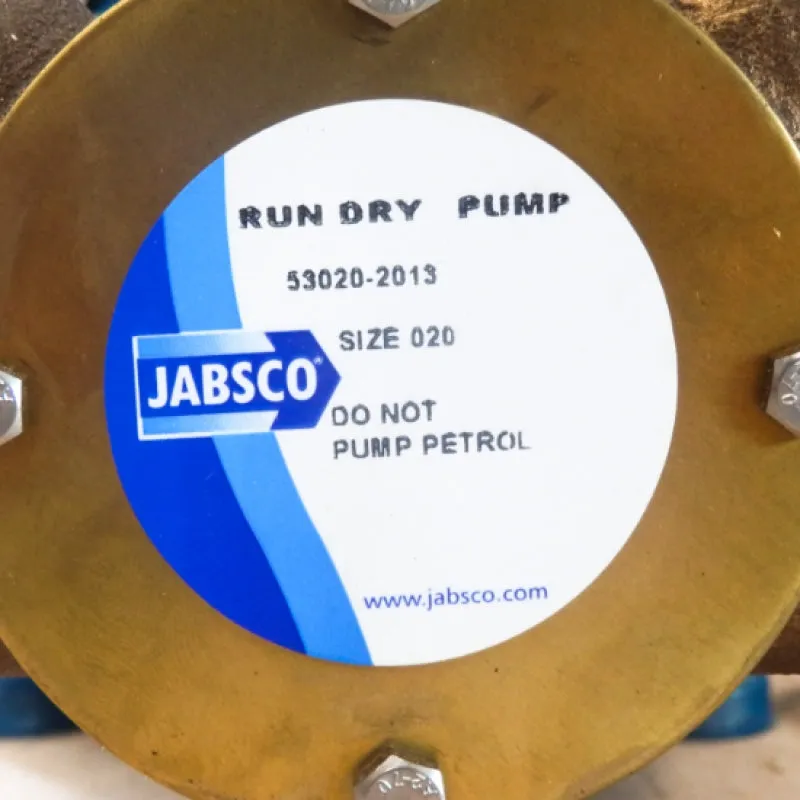 RUN DRY PUMP
53020-2013
SIZE 020
JABSCO®
DO NOT
PUMP PETROL
www.jabsco.com